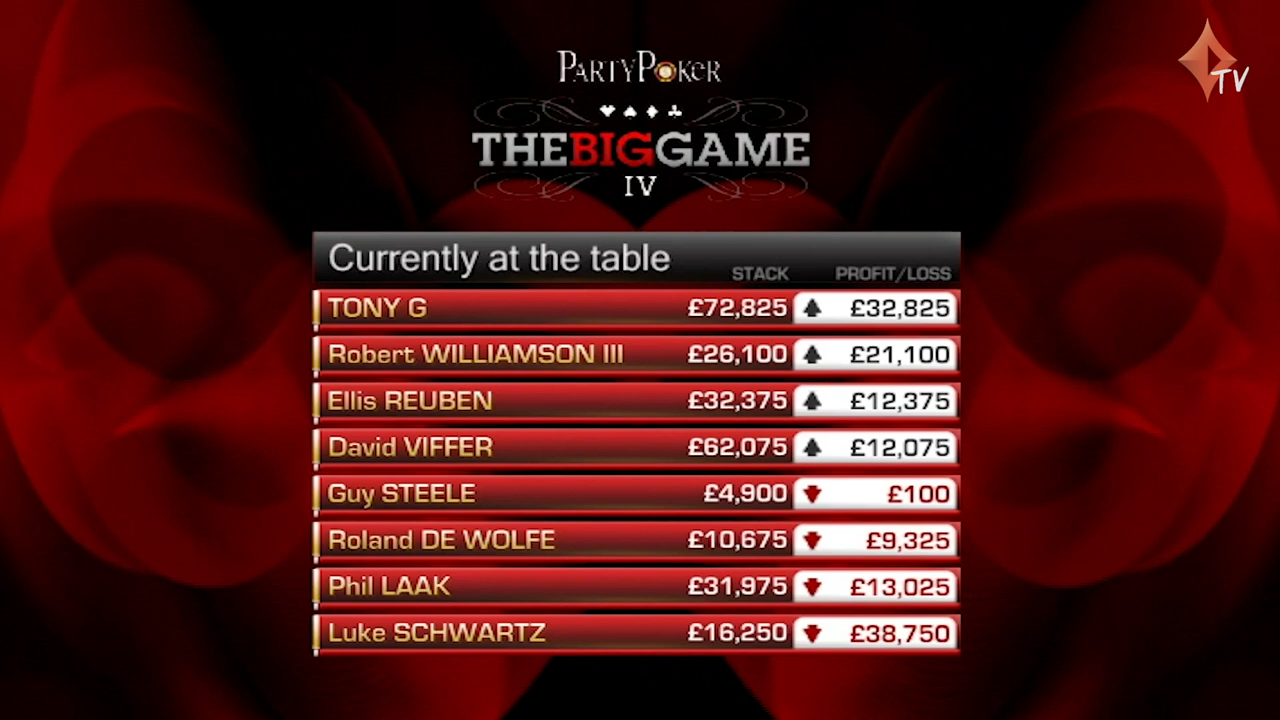 PARTYPOKER
TV
THEBIGGAME
IV
Currently at the table STACK PROFIT/LOSS
TONY G £72,825 £32,825
Robert WILLIAMSON III £26,100 £21,100
Ellis REUBEN £32,375 £12,375
David VIFFER £62,075 £12,075
Guy STEELE £4,900 £100
Roland DE WOLFE £10,675 £9,325
Phil LAAK £31,975 £13,025
Luke SCHWARTZ £16,250 £38,750